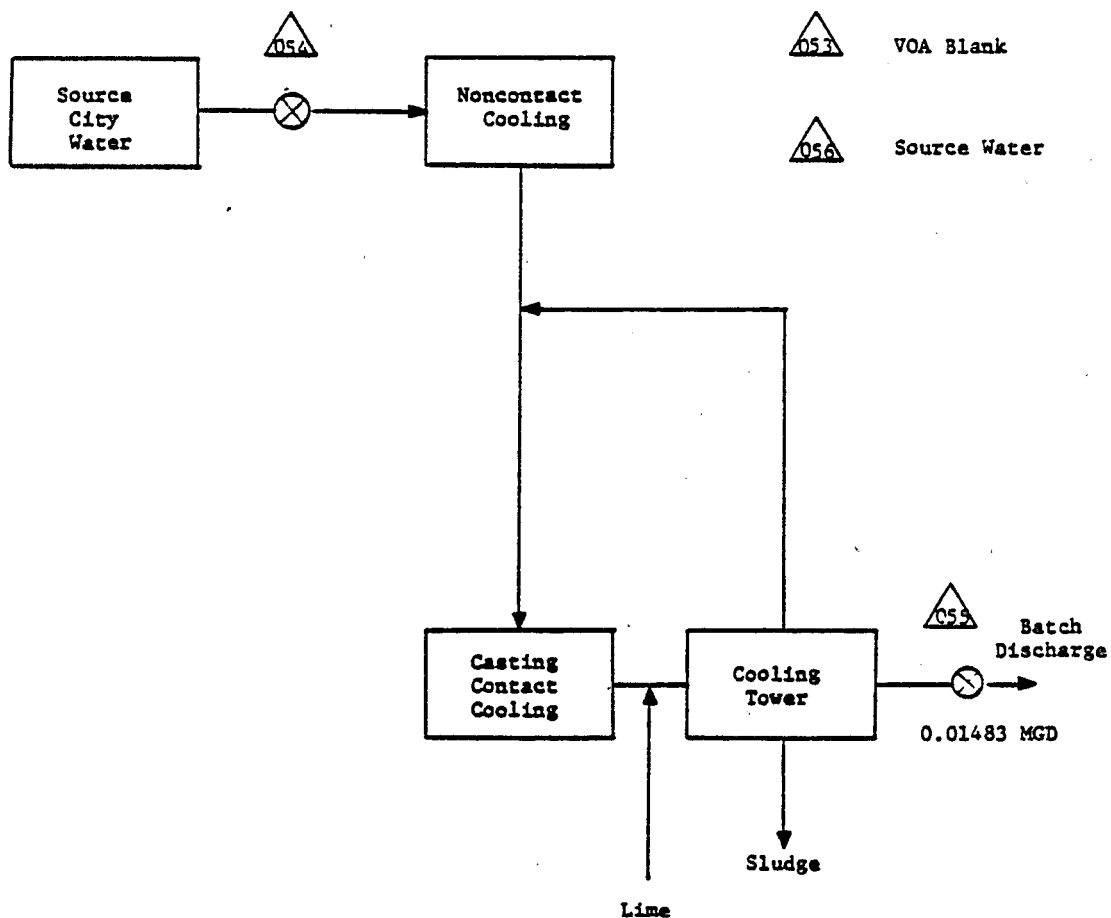 054
053 VOA Blank
Source
City
Water
Noncontact
Cooling
056 Source Water
055
Batch
Discharge
Casting
Contact
Cooling
Cooling
Tower
0.01483 MGD
Sludge
Lime